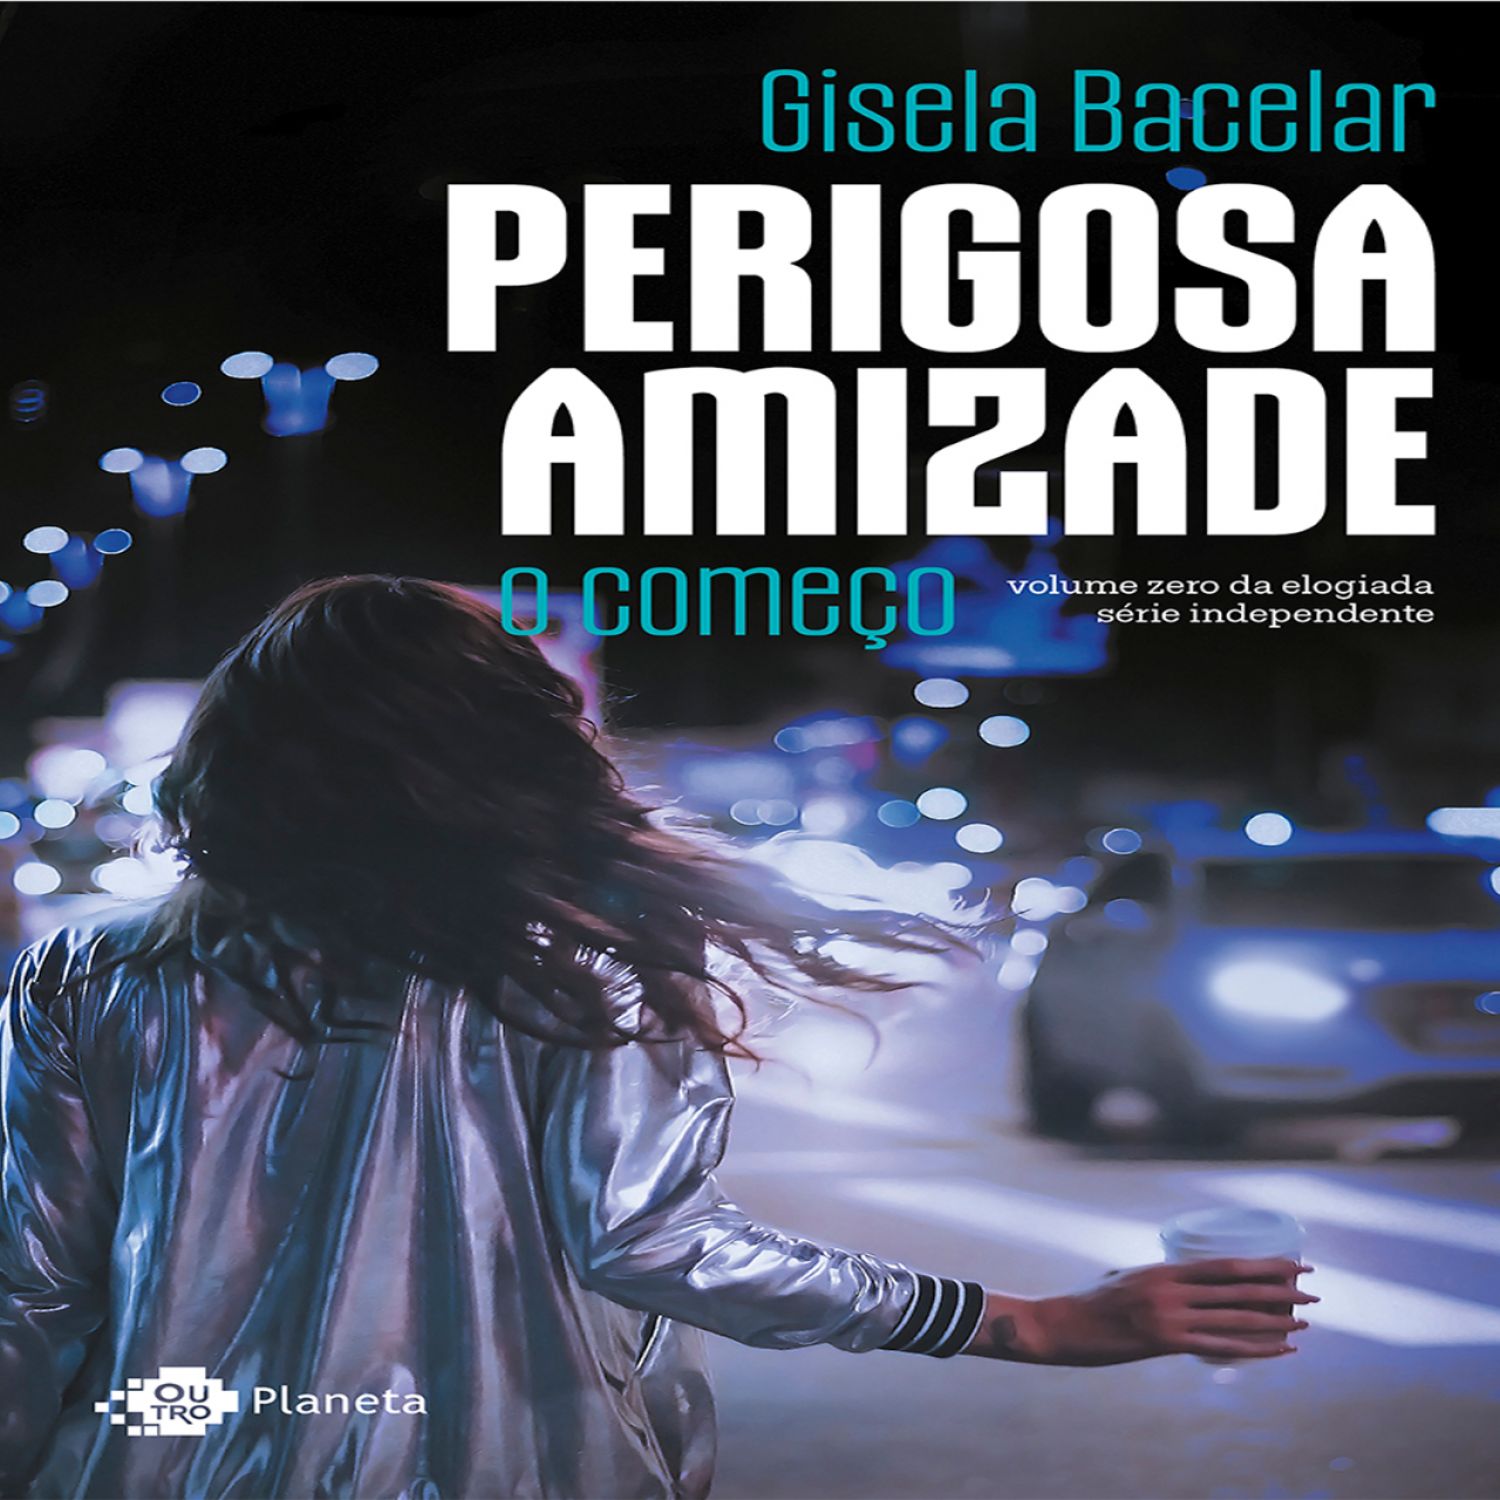 Gisela Bacelar
PERIGOSA
AMIZADE
o começo
volume zero da elogiada
série independente
OU
TRO
Planeta